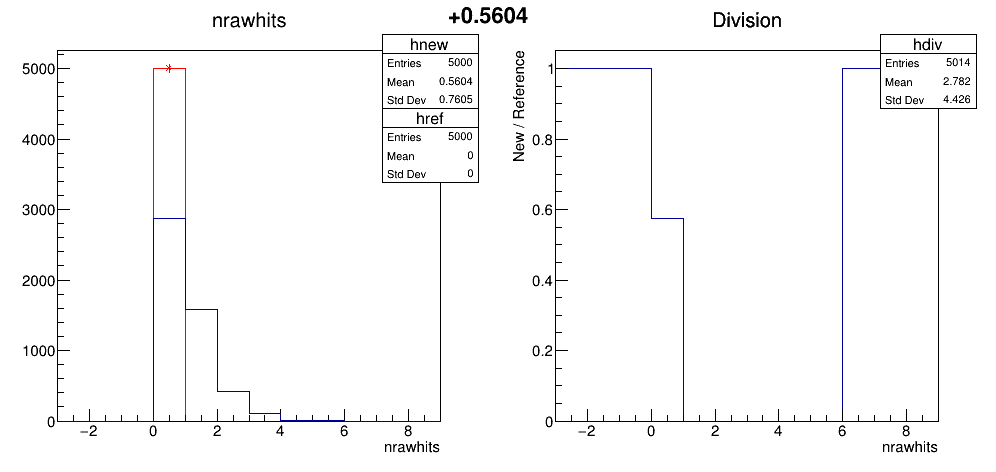 +0.5604
nrawhits
hnew
Entries 5000
Mean 0.5604
Std Dev 0.7605
href
Entries 5000
Mean 0
Std Dev 0
5000
4000
3000
2000
1000
0
−2 0 2 4 6 8
nrawhits
Division
hdiv
Entries 5014
Mean 2.782
Std Dev 4.426
New / Reference
1
0.8
0.6
0.4
0.2
0
−2 0 2 4 6 8
nrawhits